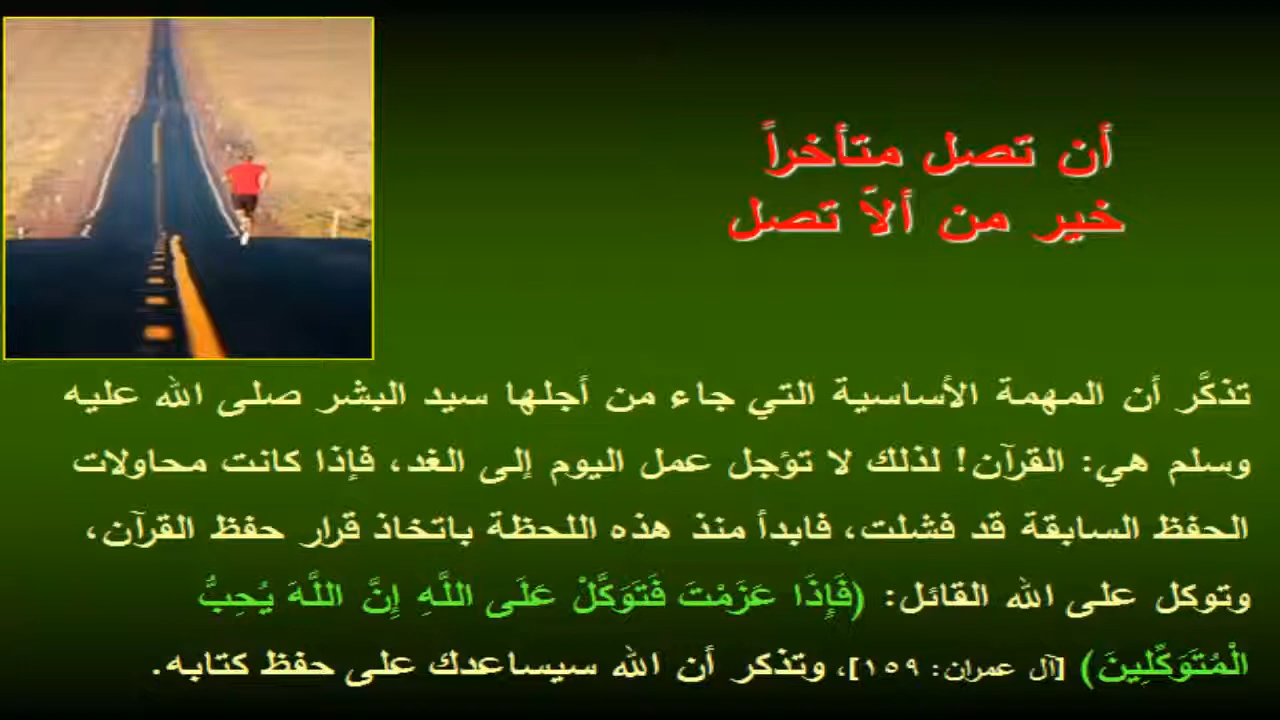 أن تصل متأخراً
خير من ألاّ تصل
تذكَّر أن المهمة الأساسية التي جاء من أجلها سيد البشر صلى الله عليه
وسلم هي: القرآن! لذلك لا تؤجل عمل اليوم إلى الغد، فإذا كانت محاولات
الحفظ السابقة قد فشلت، فابدأ منذ هذه اللحظة باتخاذ قرار حفظ القرآن،
وتوكل على الله القائل: (فَإِذَا عَزَمْتَ فَتَوَكَّلْ عَلَى اللَّهِ إِنَّ اللَّهَ يُحِبُّ
الْمُتَوَكِّلِينَ) [آل عمران: ١٥٩]، وتذكر أن الله سيساعدك على حفظ كتابه.